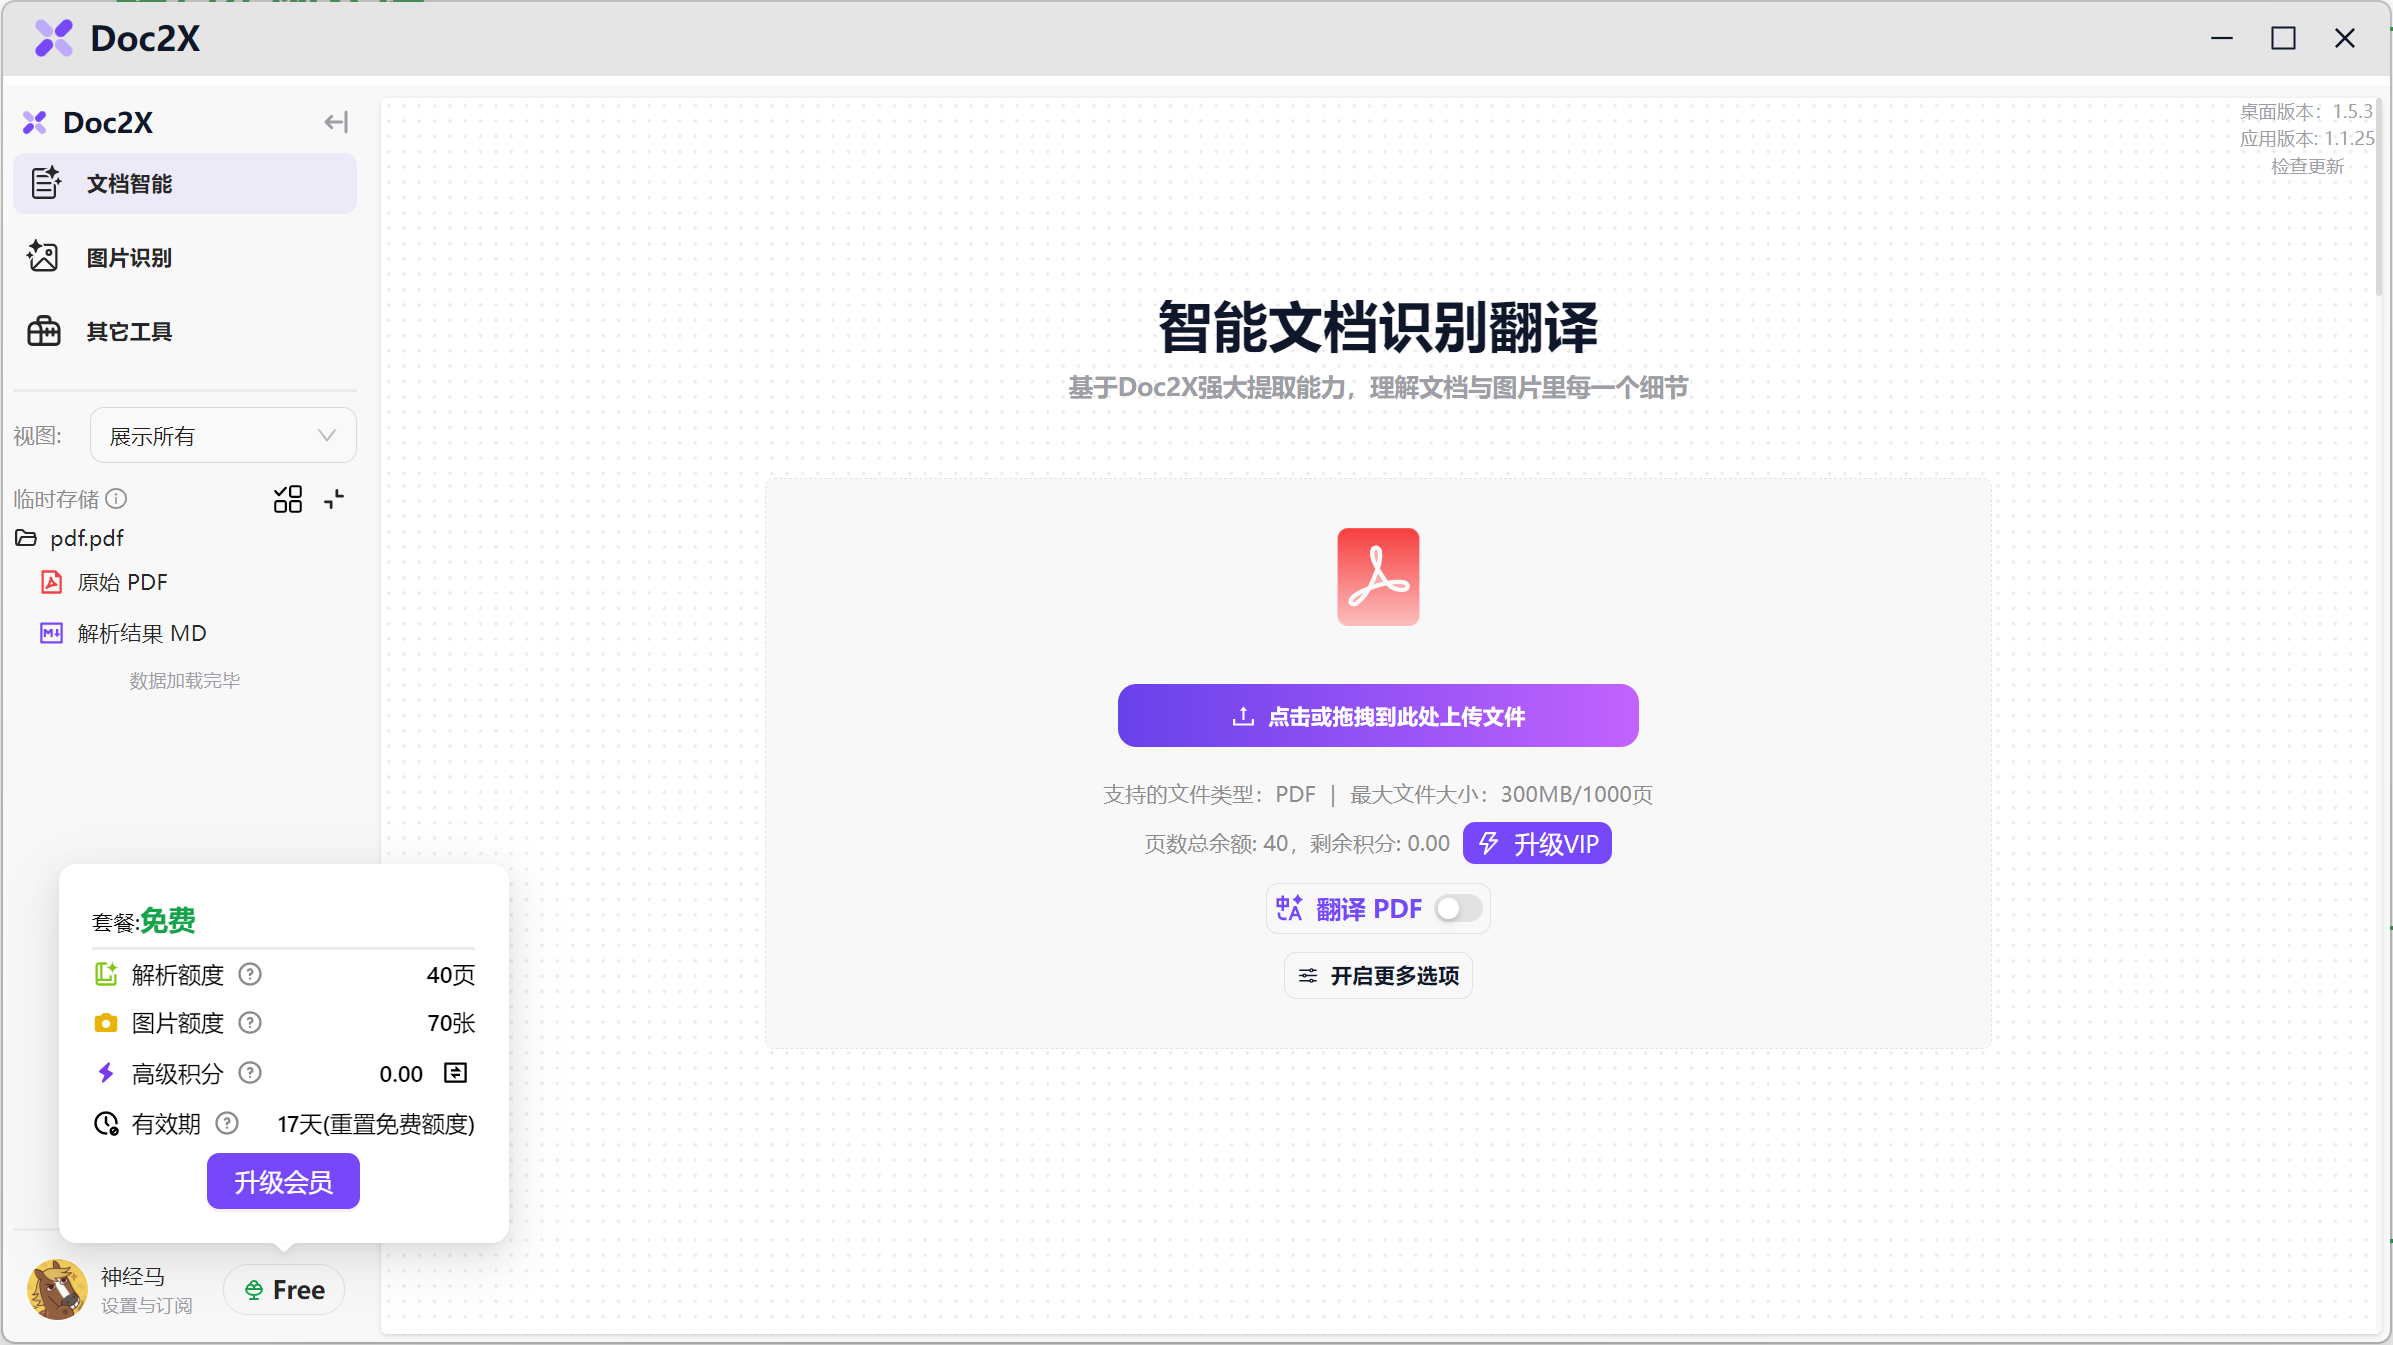 Doc2X
Doc2X
文档智能
图片识别
其它工具
视图:
展示所有
临时存储
pdf.pdf
原始 PDF
解析结果 MD
数据加载完毕
套餐:免费
解析额度 40页
图片额度 70张
高级积分 0.00
有效期 17天(重置免费额度)
升级会员
神经马
设置与订阅
Free
桌面版本：1.5.3
应用版本: 1.1.25
检查更新
智能文档识别翻译
基于Doc2X强大提取能力，理解文档与图片里每一个细节
点击或拖拽到此处上传文件
支持的文件类型：PDF | 最大文件大小：300MB/1000页
页数总余额: 40，剩余积分: 0.00 升级VIP
翻译 PDF
开启更多选项